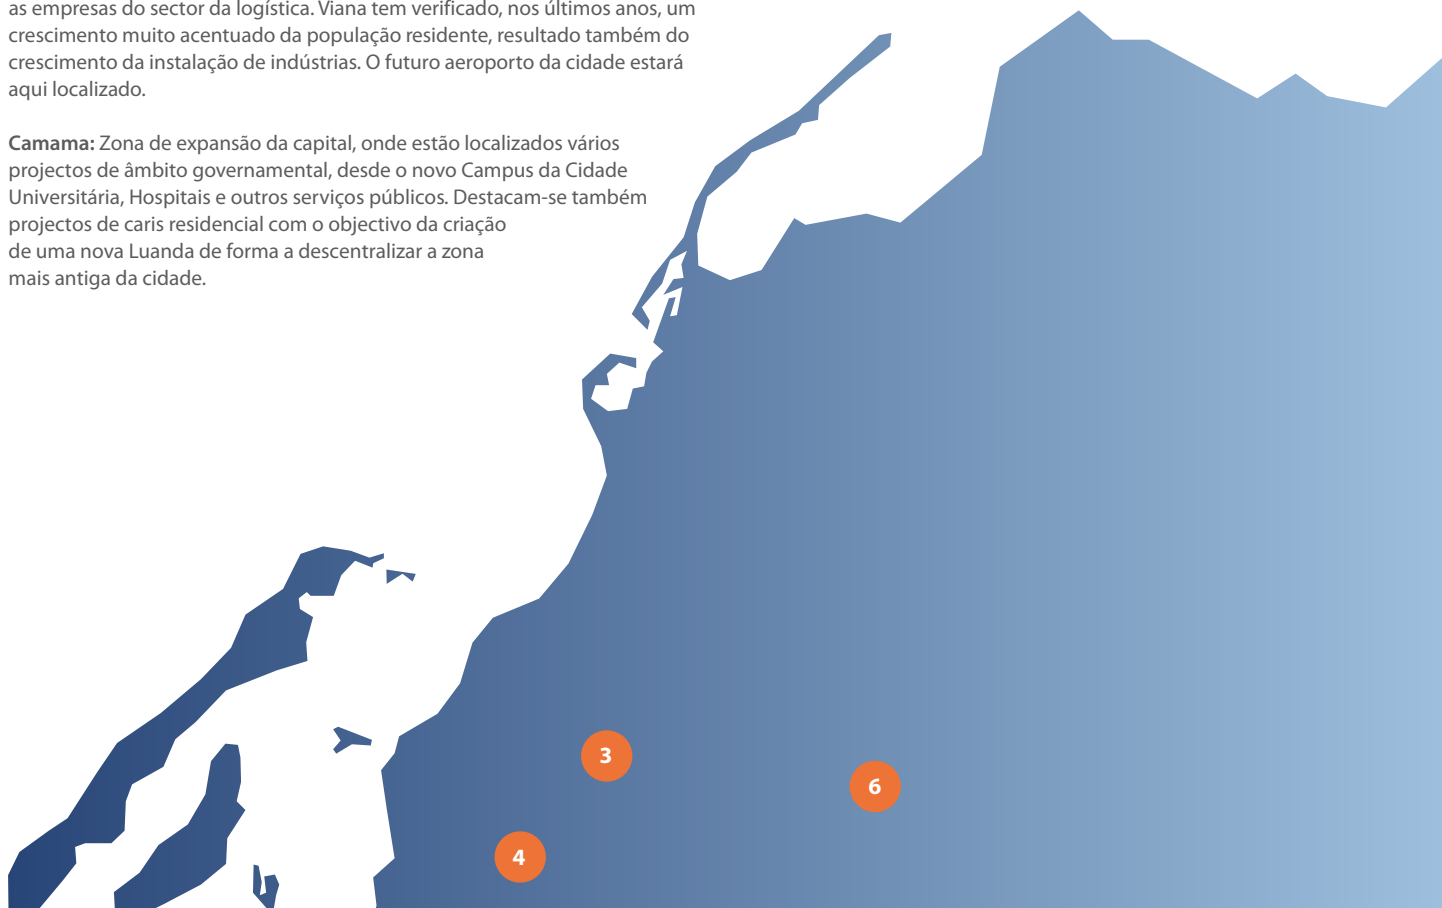 as empresas do sector da logística. Viana tem verificado, nos últimos anos, um
crescimento muito acentuado da população residente, resultado também do
crescimento da instalação de indústrias. O futuro aeroporto da cidade estará
aqui localizado.
Camama: Zona de expansão da capital, onde estão localizados vários
projectos de âmbito governamental, desde o novo Campus da Cidade
Universitária, Hospitais e outros serviços públicos. Destacam-se também
projectos de caris residencial com o objectivo da criação
de uma nova Luanda de forma a descentralizar a zona
mais antiga da cidade.
3
6
4